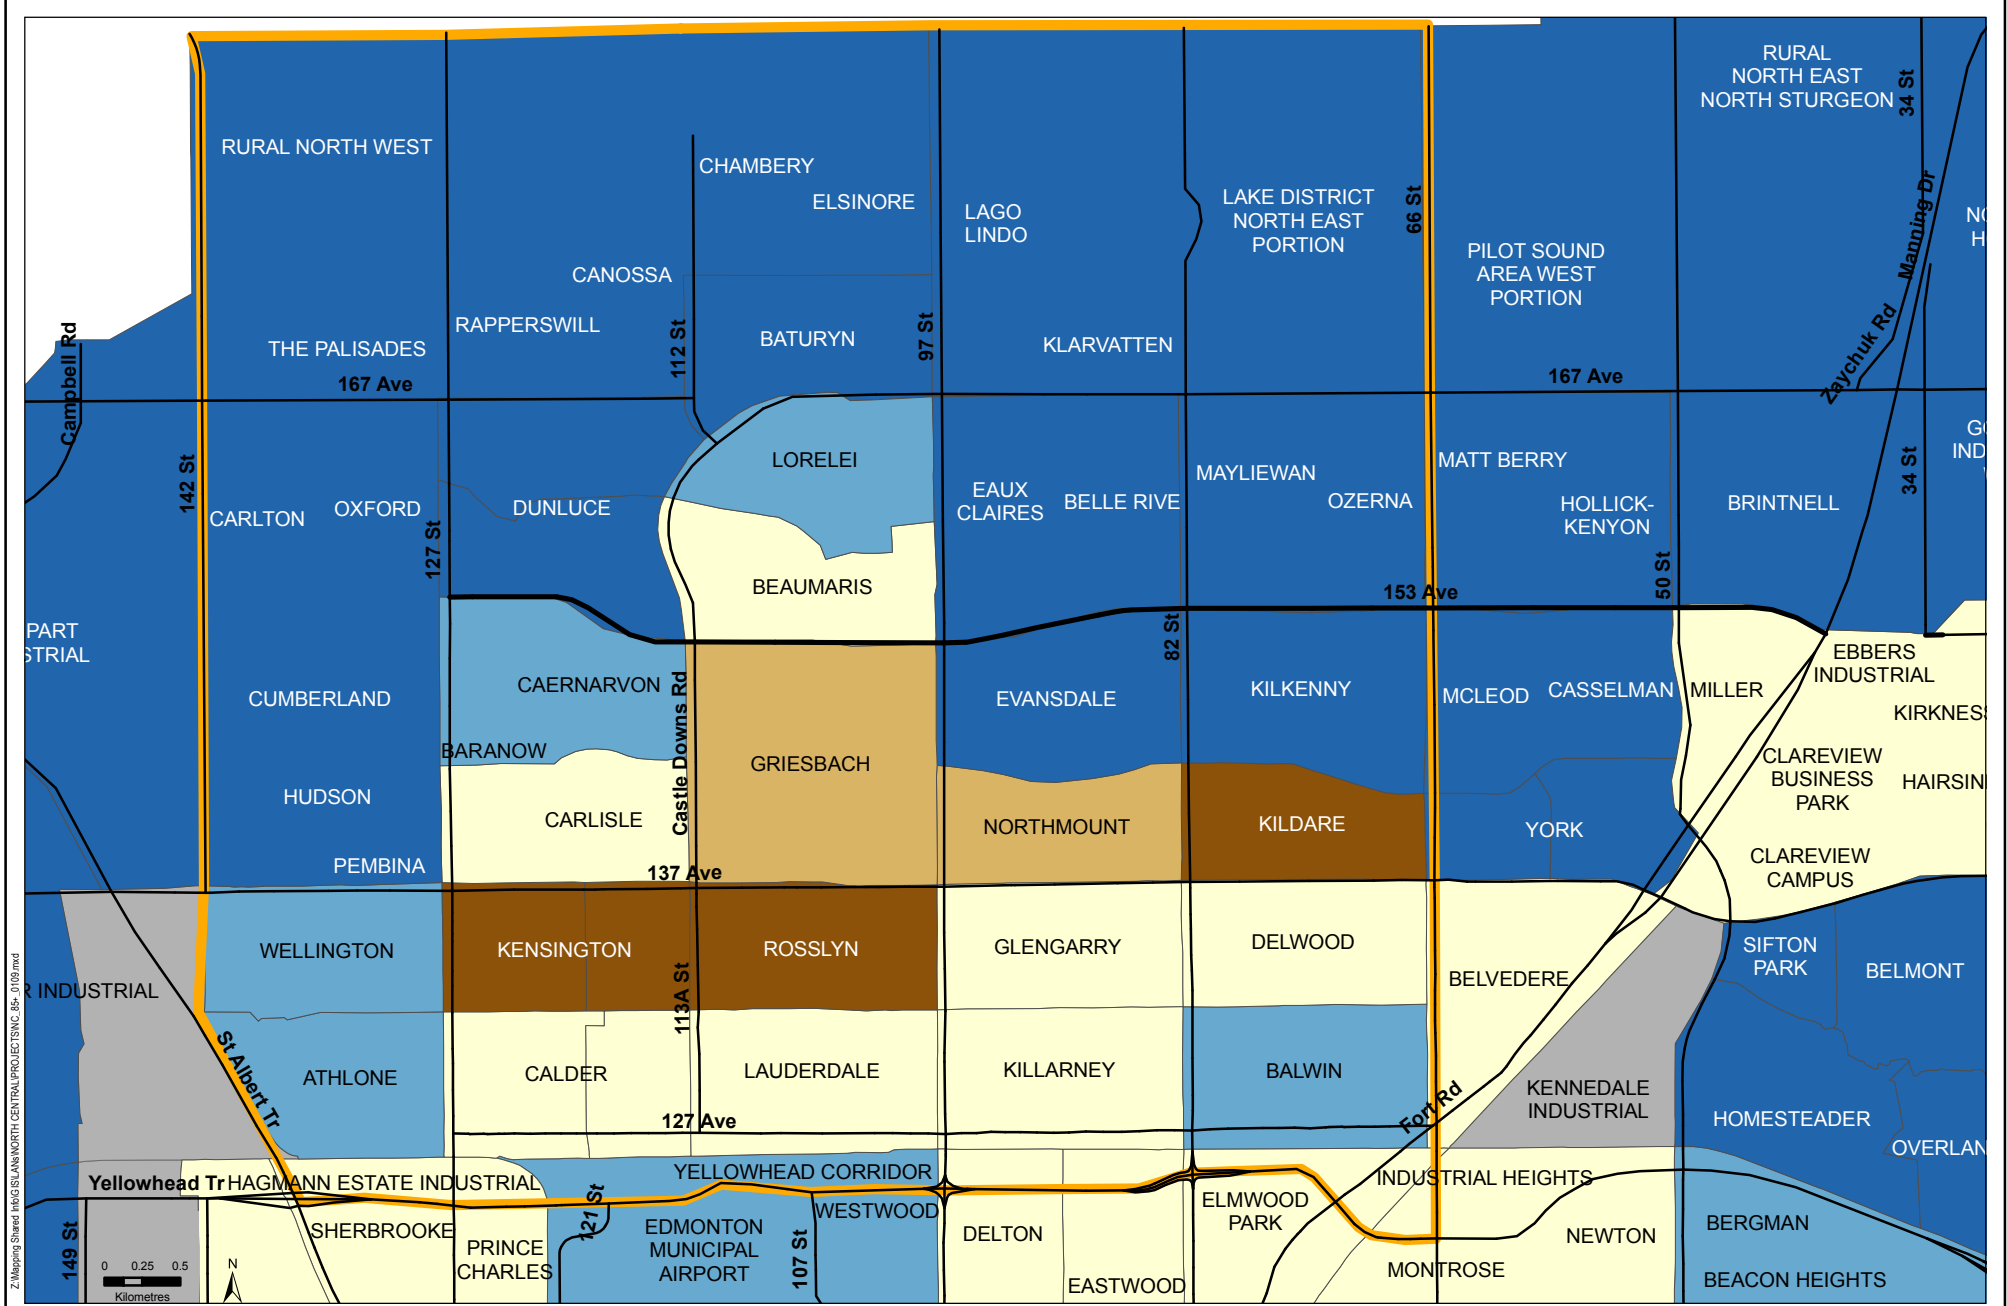 RURAL
NORTH EAST
NORTH STURGEON
34 St
RURAL NORTH WEST
CHAMBERY
ELSINORE
LAGO
LINDO
LAKE DISTRICT
NORTH EAST
PORTION
66 St
PILOT SOUND
AREA WEST
PORTION
Manning Dr
CANOSSA
RAPPERSWILL
THE PALISADES
112 St
BATURYN
97 St
KLARVATTEN
Zaychuk Rd
Campbell Rd
167 Ave
167 Ave
142 St
CARLTON
OXFORD
127 St
DUNLUCE
LORELEI
EAUX
CLAIRES
BELLE RIVE
MAYLIEWAN
OZERNA
MATT BERRY
HOLLICK-
KENYON
BRINTNELL
34 St
BEAUMARIS
153 Ave
50 St
82 St
CUMBERLAND
CAERNARVON
BARANOW
Castle Downs Rd
GRIESBACH
EVANSDALE
KILKENNY
MCLEOD
CASSELMAN
MILLER
EBBERS
INDUSTRIAL
CLAREVIEW
BUSINESS
PARK
HUDSON
CARLISLE
NORTHMOUNT
KILDARE
YORK
PEMBINA
137 Ave
CLAREVIEW
CAMPUS
WELLINGTON
KENSINGTON
ROSSLYN
GLENGARRY
DELWOOD
BELVEDERE
SIFTON
PARK
BELMONT
INDUSTRIAL
113A St
St Albert Tr
ATHLONE
CALDER
LAUDERDALE
KILLARNEY
BALWIN
Fort Rd
KENNEDALE
INDUSTRIAL
HOMESTEADER
127 Ave
Yellowhead Tr
HAGMANN ESTATE INDUSTRIAL
YELLOWHEAD CORRIDOR
INDUSTRIAL HEIGHTS
149 St
SHERBROOKE
PRINCE
CHARLES
121 St
EDMONTON
MUNICIPAL
AIRPORT
107 St
WESTWOOD
DELTON
EASTWOOD
ELMWOOD
PARK
MONTROSE
NEWTON
BERGMAN
BEACON HEIGHTS
0 0.25 0.5
Kilometres
N